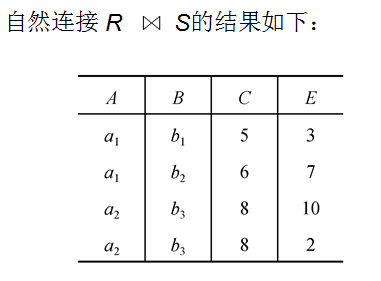 自然连接 R ⋈ S的结果如下：
A B C E
a₁ b₁ 5 3
a₁ b₂ 6 7
a₂ b₃ 8 10
a₂ b₃ 8 2